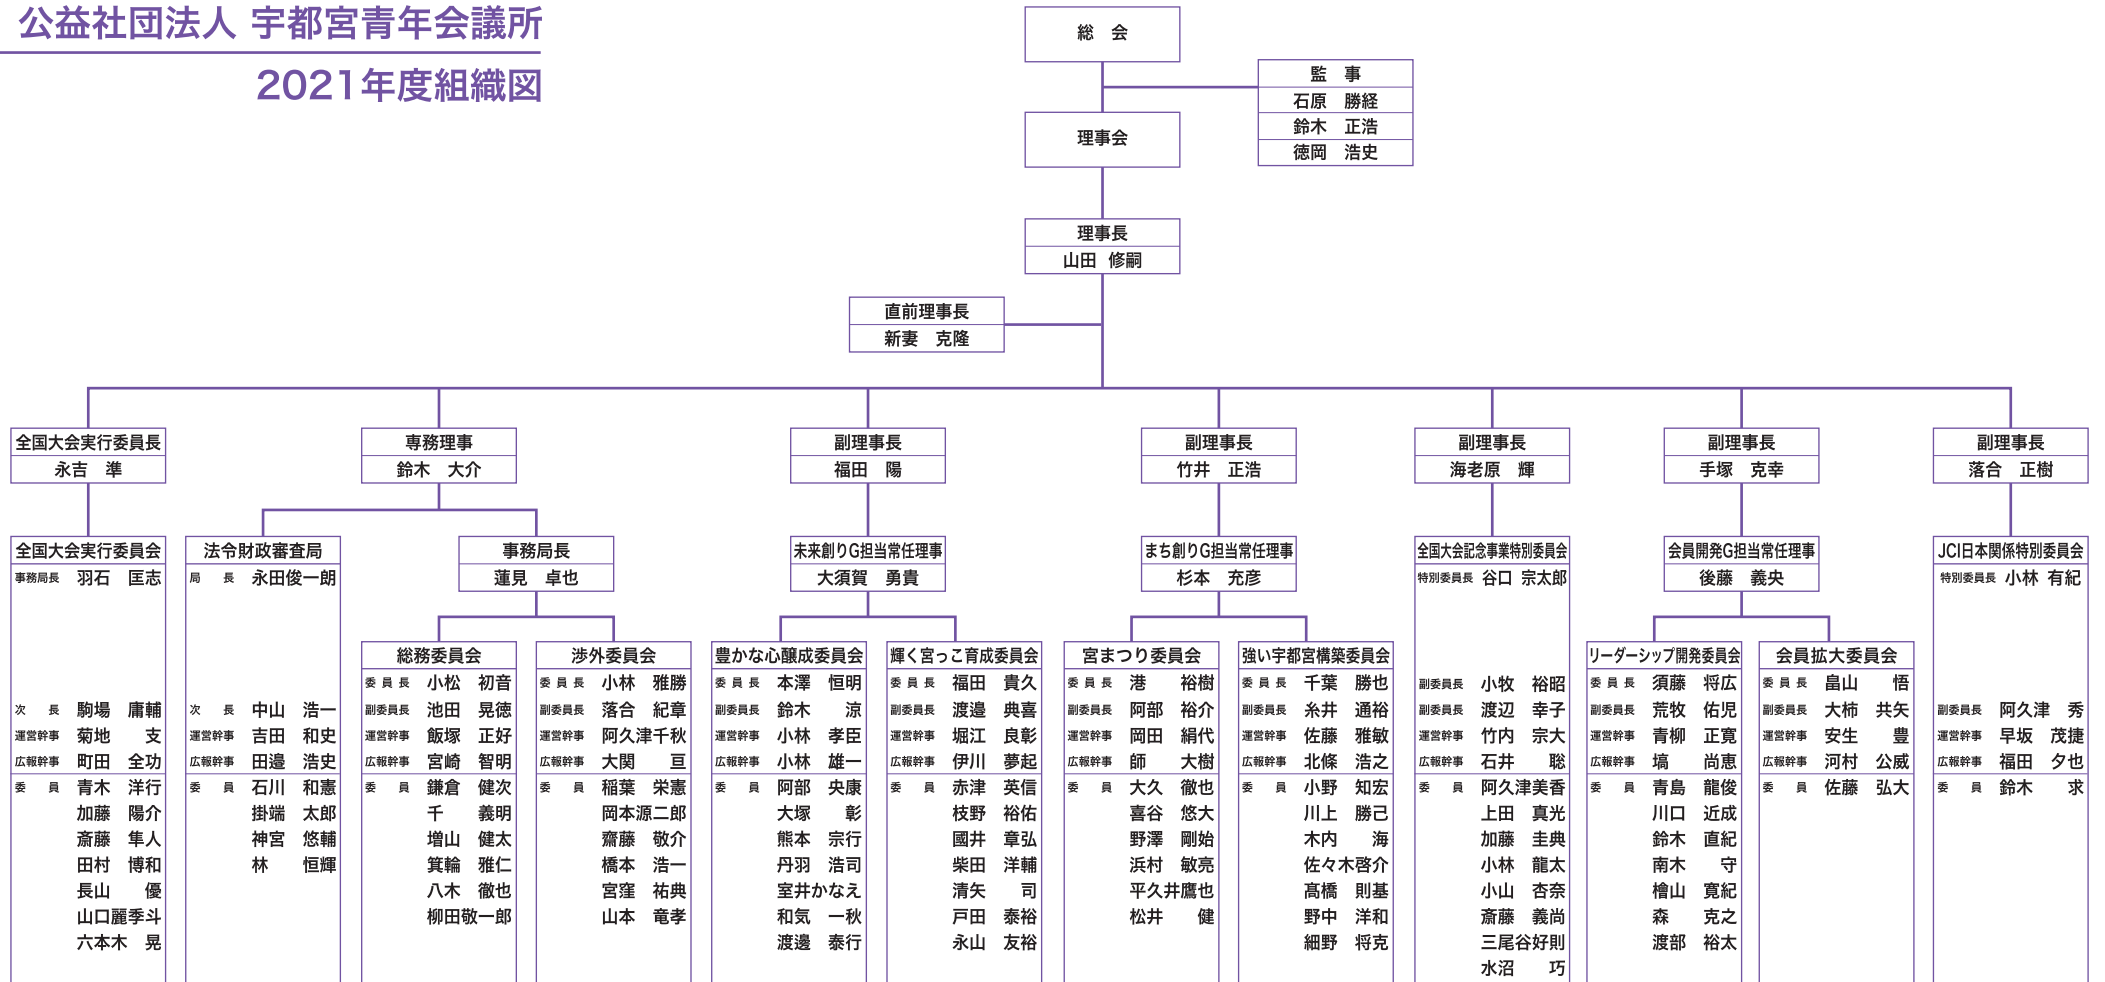 公益社団法人 宇都宮青年会議所
2021年度組織図
総　会
監　事
石原　勝経
鈴木　正浩
徳岡　浩史
理事会
理事長
山田 修嗣
直前理事長
新妻　克隆
全国大会実行委員長
永吉　準
全国大会実行委員会
事務局長 羽石　匡志
次　長 駒場　庸輔
運営幹事 菊地　支
広報幹事 町田　全功
委　員 青木　洋行
加藤　陽介
斎藤　隼人
田村　博和
長山　優
山口麗季斗
六本木　晃
専務理事
鈴木　大介
法令財政審査局
局　長 永田俊一朗
次　長 中山　浩一
運営幹事 吉田　和史
広報幹事 田邉　浩史
委　員 石川　和憲
掛端　太郎
神宮　悠輔
林　恒輝
事務局長
蓮見　卓也
総務委員会
委 員 長 小松　初音
副委員長 池田　晃徳
運営幹事 飯塚　正好
広報幹事 宮崎　智明
委　員 鎌倉　健次
千　義明
増山　健太
箕輪　雅仁
八木　徹也
柳田敬一郎
渉外委員会
委 員 長 小林　雅勝
副委員長 落合　紀章
運営幹事 阿久津千秋
広報幹事 大関　亘
委　員 稲葉　栄憲
岡本源二郎
齋藤　敬介
橋本　浩一
宮窪　祐典
山本　竜孝
副理事長
福田　陽
未来創りG担当常任理事
大須賀　勇貴
豊かな心醸成委員会
委 員 長 本澤　恒明
副委員長 鈴木　涼
運営幹事 小林　孝臣
広報幹事 小林　雄一
委　員 阿部　央康
大塚　彰
熊本　宗行
丹羽　浩司
室井かなえ
和気　一秋
渡邊　泰行
輝く宮っこ育成委員会
委 員 長 福田　貴久
副委員長 渡邉　典喜
運営幹事 堀江　良彰
広報幹事 伊川　夢起
委　員 赤津　英信
枝野　裕佑
國井　章弘
柴田　洋輔
清矢　司
戸田　泰裕
永山　友裕
副理事長
竹井　正浩
まち創りG担当常任理事
杉本　充彦
宮まつり委員会
委 員 長 港　裕樹
副委員長 阿部　裕介
運営幹事 岡田　絹代
広報幹事 師　大樹
委　員 大久　徹也
喜谷　悠大
野澤　剛始
浜村　敏亮
平久井鷹也
松井　健
強い宇都宮構築委員会
委 員 長 千葉　勝也
副委員長 糸井　通裕
運営幹事 佐藤　雅敏
広報幹事 北條　浩之
委　員 小野　知宏
川上　勝己
木内　海
佐々木啓介
髙橋　則基
野中　洋和
細野　将克
副理事長
海老原　輝
全国大会記念事業特別委員会
特別委員長 谷口 宗太郎
副委員長 小牧　裕昭
副委員長 渡辺　幸子
運営幹事 竹内　宗大
広報幹事 石井　聡
委　員 阿久津美香
上田　真光
加藤　圭典
小林　龍太
小山　杏奈
斎藤　義尚
三尾谷好則
水沼　巧
副理事長
手塚　克幸
会員開発G担当常任理事
後藤　義央
リーダーシップ開発委員会
委 員 長 須藤　将広
副委員長 荒牧　佑児
運営幹事 青柳　正寛
広報幹事 塙　尚恵
委　員 青島　龍俊
川口　近成
鈴木　直紀
南木　守
檜山　寛紀
森　克之
渡部　裕太
会員拡大委員会
委 員 長 畠山　悟
副委員長 大柿　共矢
運営幹事 安生　豊
広報幹事 河村　公威
委　員 佐藤　弘大
副理事長
落合　正樹
JCI日本関係特別委員会
特別委員長 小林 有紀
副委員長 阿久津　秀
運営幹事 早坂　茂捷
広報幹事 福田　夕也
委　員 鈴木　求